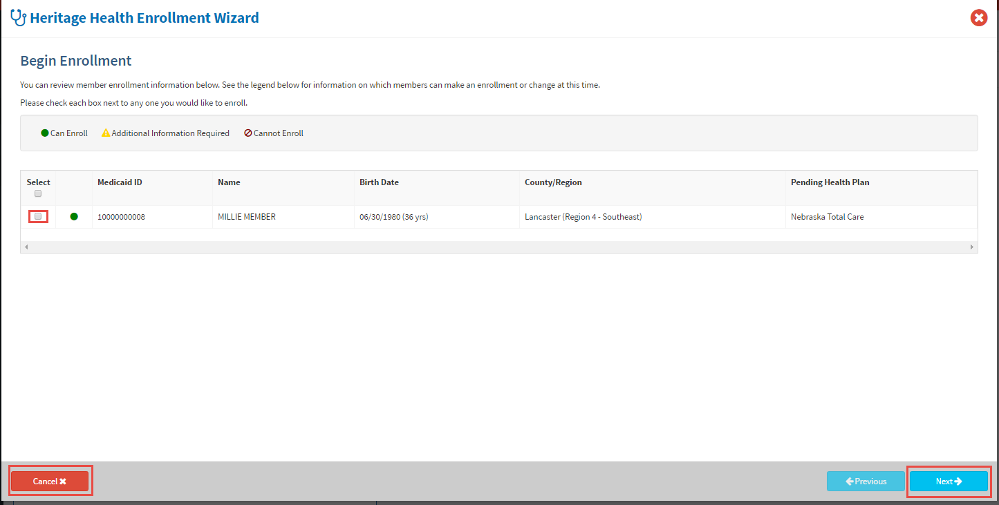 Heritage Health Enrollment Wizard
Begin Enrollment
You can review member enrollment information below. See the legend below for information on which members can make an enrollment or change at this time.
Please check each box next to any one you would like to enroll.
Can Enroll Additional Information Required Cannot Enroll
Select Medicaid ID Name Birth Date County/Region Pending Health Plan
10000000008 MILLIE MEMBER 06/30/1980 (36 yrs) Lancaster (Region 4 - Southeast) Nebraska Total Care
Cancel Previous Next